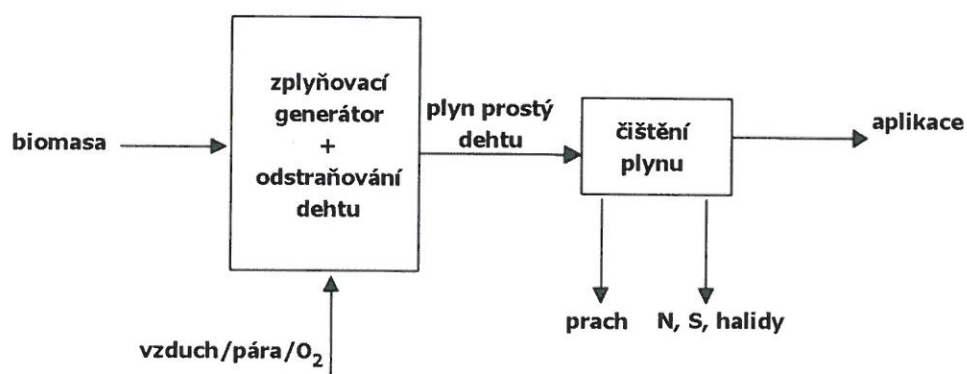 biomasa
zplyňovací
generátor
+
odstraňování
dehtu
vzduch/pára/O₂
plyn prostý
dehtu
čištění
plynu
prach
N, S, halidy
aplikace